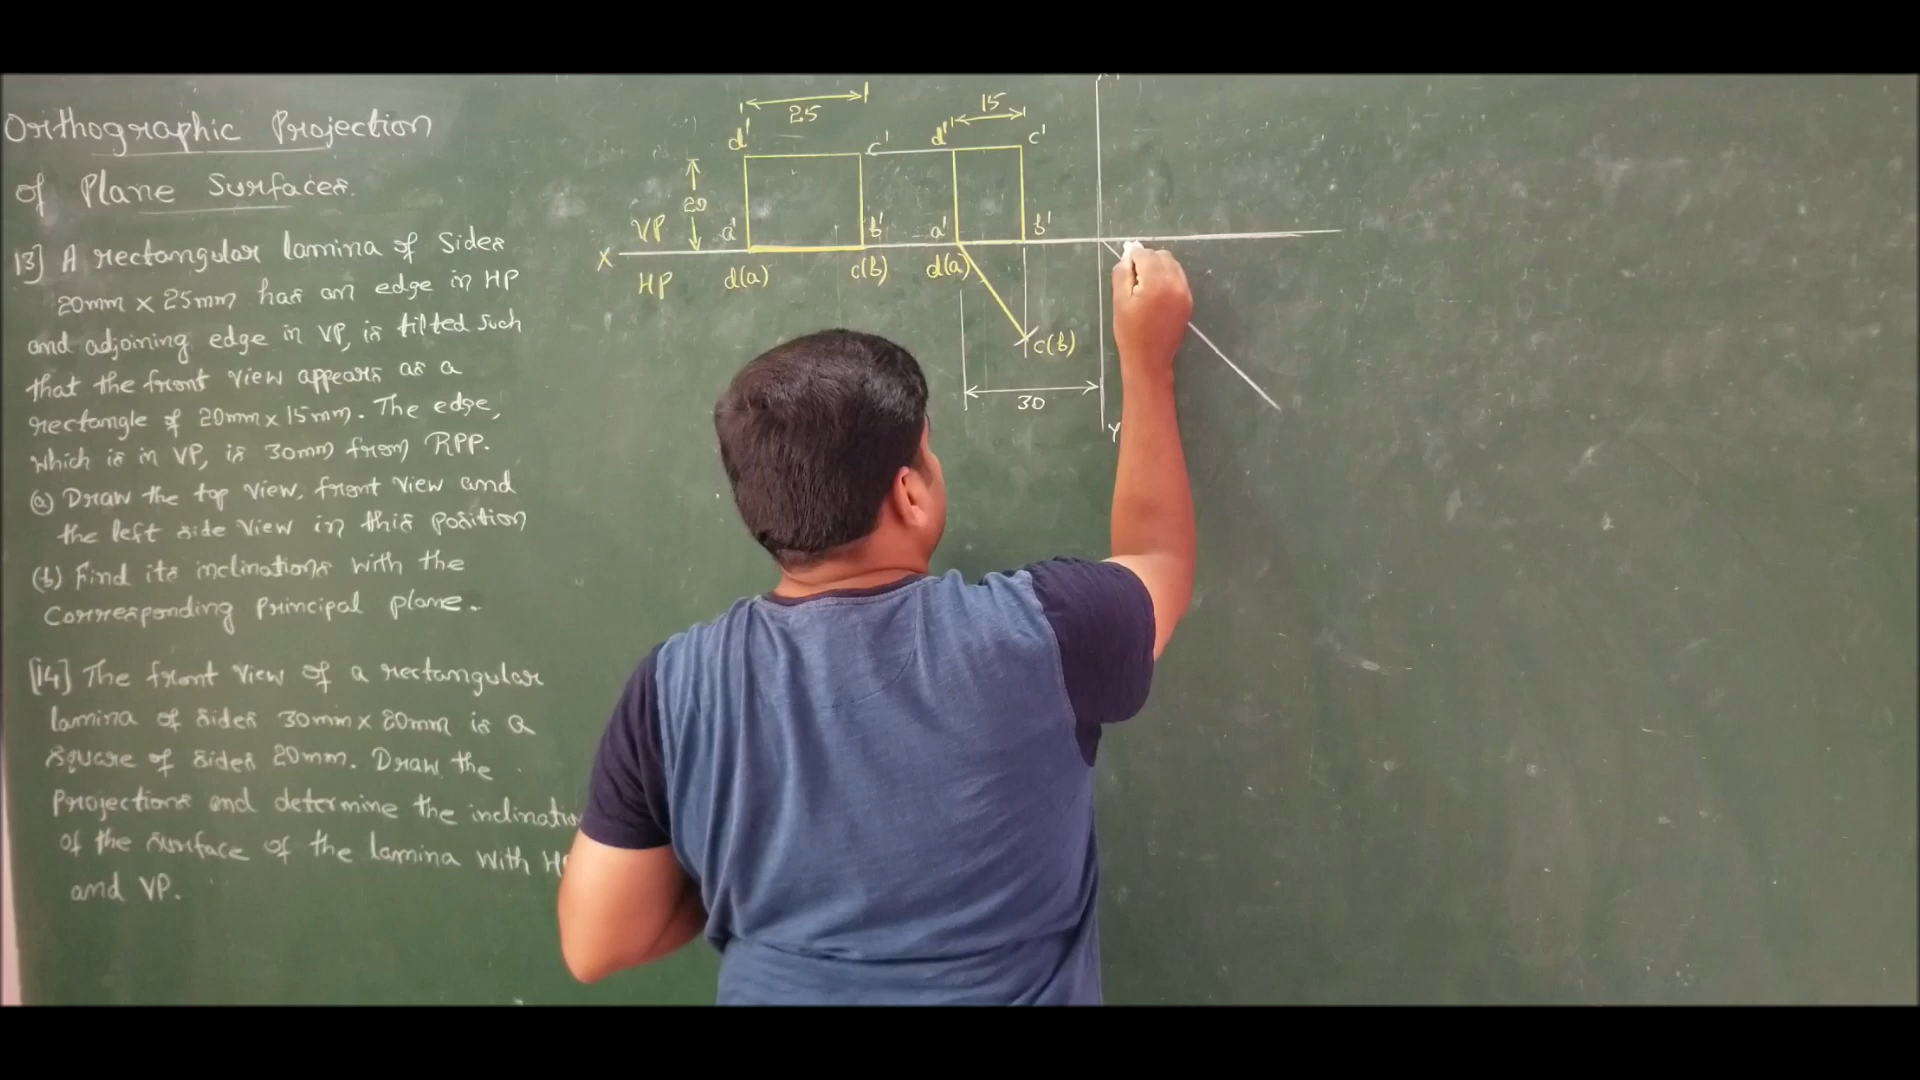 Orthographic Projection
of Plane Surfaces.
13] A rectangular lamina of sides
20mm x 25mm has an edge in HP
and adjoining edge in VP, is tilted such
that the front view appears as a
rectangle of 20mm x 15mm. The edge,
which is in VP, is 30mm from RPP.
(a) Draw the top view, front view and
the left side view in this position
(b) Find its inclinations with the
corresponding principal plane.
[14] The front view of a rectangular
lamina of sides 30mm x 20mm is a
square of sides 20mm. Draw the
projections and determine the inclinatio
of the surface of the lamina with H
and VP.
25
15
d' c' d' c'
20
VP a' b' a' b'
X
HP d(a) c(b) d(a)
c(b)
30
Y